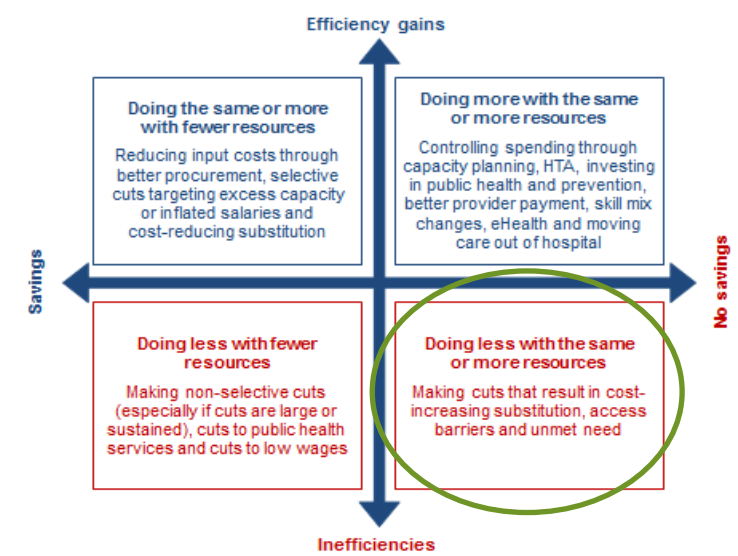 Efficiency gains
Doing the same or more
with fewer resources
Reducing input costs through
better procurement, selective
cuts targeting excess capacity
or inflated salaries and
cost-reducing substitution
Doing more with the same
or more resources
Controlling spending through
capacity planning, HTA, investing
in public health and prevention,
better provider payment, skill mix
changes, eHealth and moving
care out of hospital
Savings
No savings
Doing less with fewer
resources
Making non-selective cuts
(especially if cuts are large or
sustained), cuts to public health
services and cuts to low wages
Doing less with the same
or more resources
Making cuts that result in cost-
increasing substitution, access
barriers and unmet need
Inefficiencies